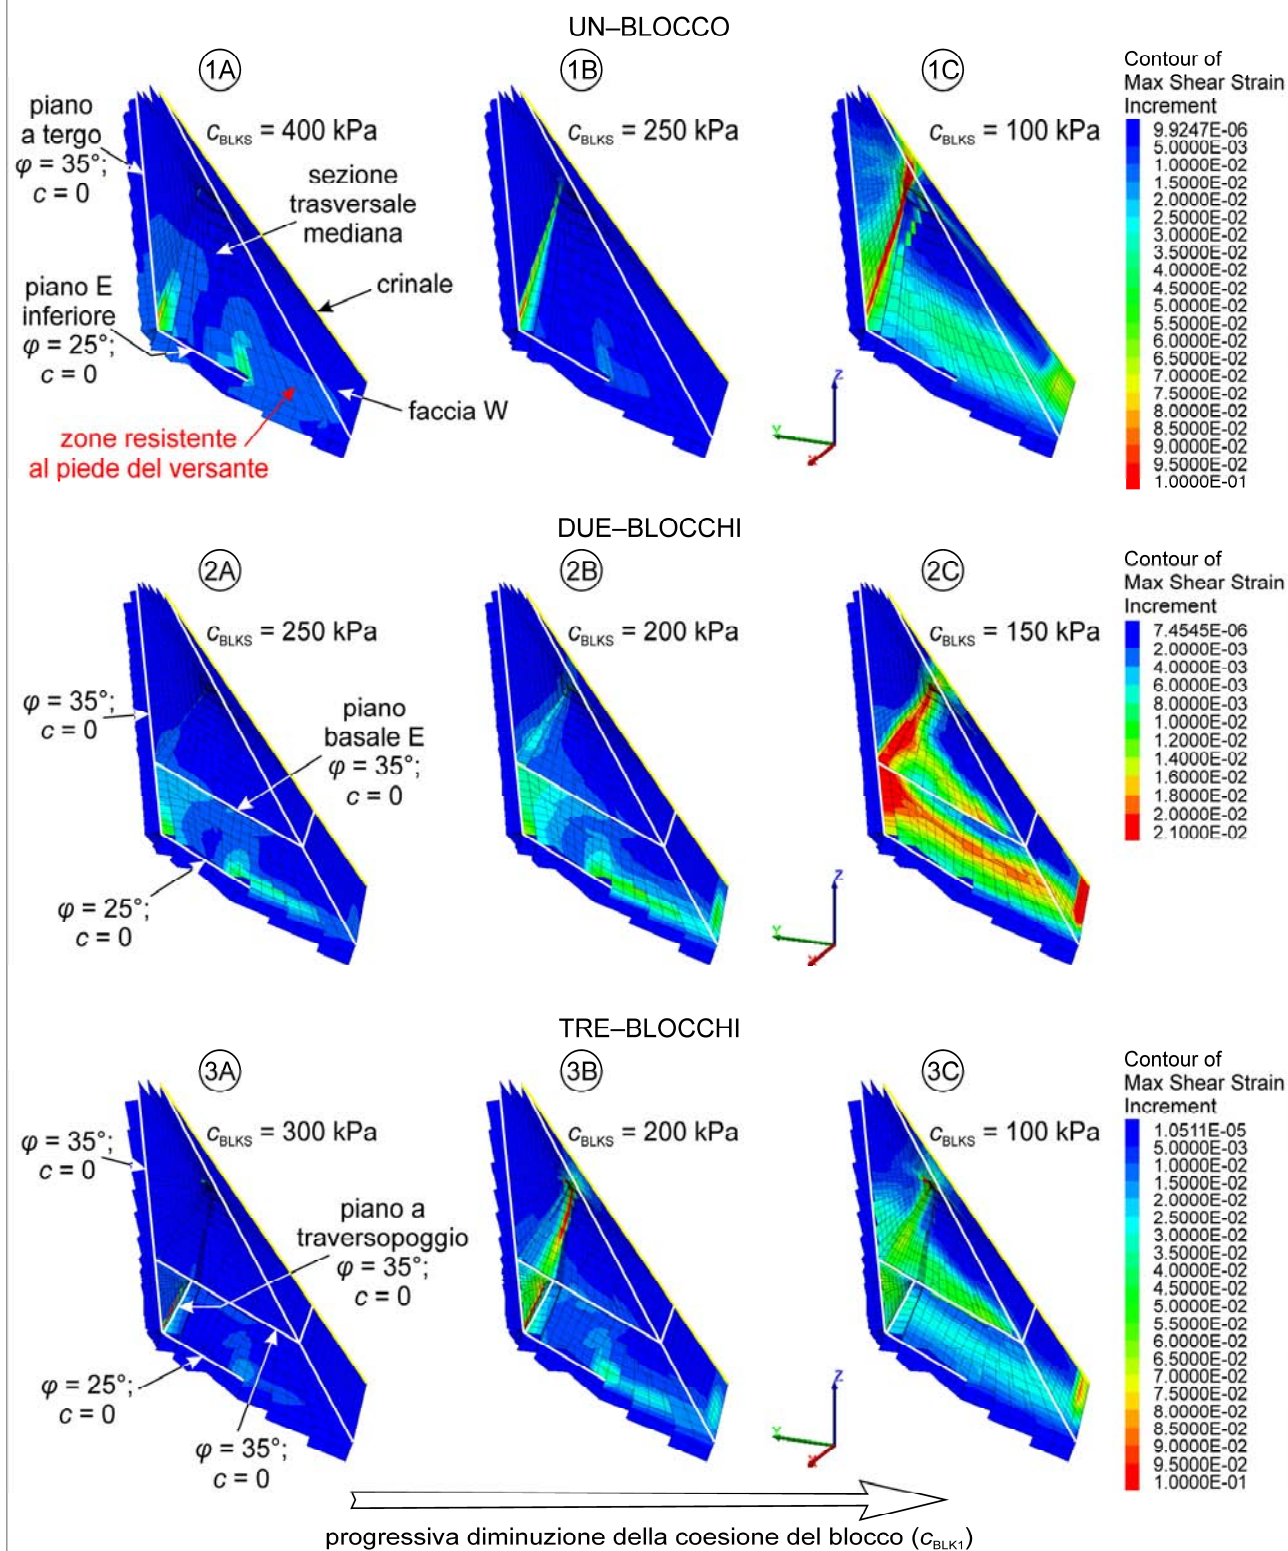 UN–BLOCCO
1A
1B
1C
piano
a tergo
φ = 35°;
c = 0
cBLKS = 400 kPa
cBLKS = 250 kPa
cBLKS = 100 kPa
sezione
trasversale
mediana
crinale
piano E
inferiore
φ = 25°;
c = 0
faccia W
zone resistente
al piede del versante
Z
Y
X
Contour of
Max Shear Strain
Increment
9.9247E-06
5.0000E-03
1.0000E-02
1.5000E-02
2.0000E-02
2.5000E-02
3.0000E-02
3.5000E-02
4.0000E-02
4.5000E-02
5.0000E-02
5.5000E-02
6.0000E-02
6.5000E-02
7.0000E-02
7.5000E-02
8.0000E-02
8.5000E-02
9.0000E-02
9.5000E-02
1.0000E-01
DUE–BLOCCHI
2A
2B
2C
cBLKS = 250 kPa
cBLKS = 200 kPa
cBLKS = 150 kPa
φ = 35°;
c = 0
piano
basale E
φ = 35°;
c = 0
φ = 25°;
c = 0
Z
Y
X
Contour of
Max Shear Strain
Increment
7.4545E-06
2.0000E-03
4.0000E-03
6.0000E-03
8.0000E-03
1.0000E-02
1.2000E-02
1.4000E-02
1.6000E-02
1.8000E-02
2.0000E-02
2.1000E-02
TRE–BLOCCHI
3A
3B
3C
cBLKS = 300 kPa
cBLKS = 200 kPa
cBLKS = 100 kPa
φ = 35°;
c = 0
piano a
traversopoggio
φ = 35°;
c = 0
φ = 25°;
c = 0
φ = 35°;
c = 0
Z
Y
X
Contour of
Max Shear Strain
Increment
1.0511E-05
5.0000E-03
1.0000E-02
1.5000E-02
2.0000E-02
2.5000E-02
3.0000E-02
3.5000E-02
4.0000E-02
4.5000E-02
5.0000E-02
5.5000E-02
6.0000E-02
6.5000E-02
7.0000E-02
7.5000E-02
8.0000E-02
8.5000E-02
9.0000E-02
9.5000E-02
1.0000E-01
progressiva diminuzione della coesione del blocco (cBLK1)